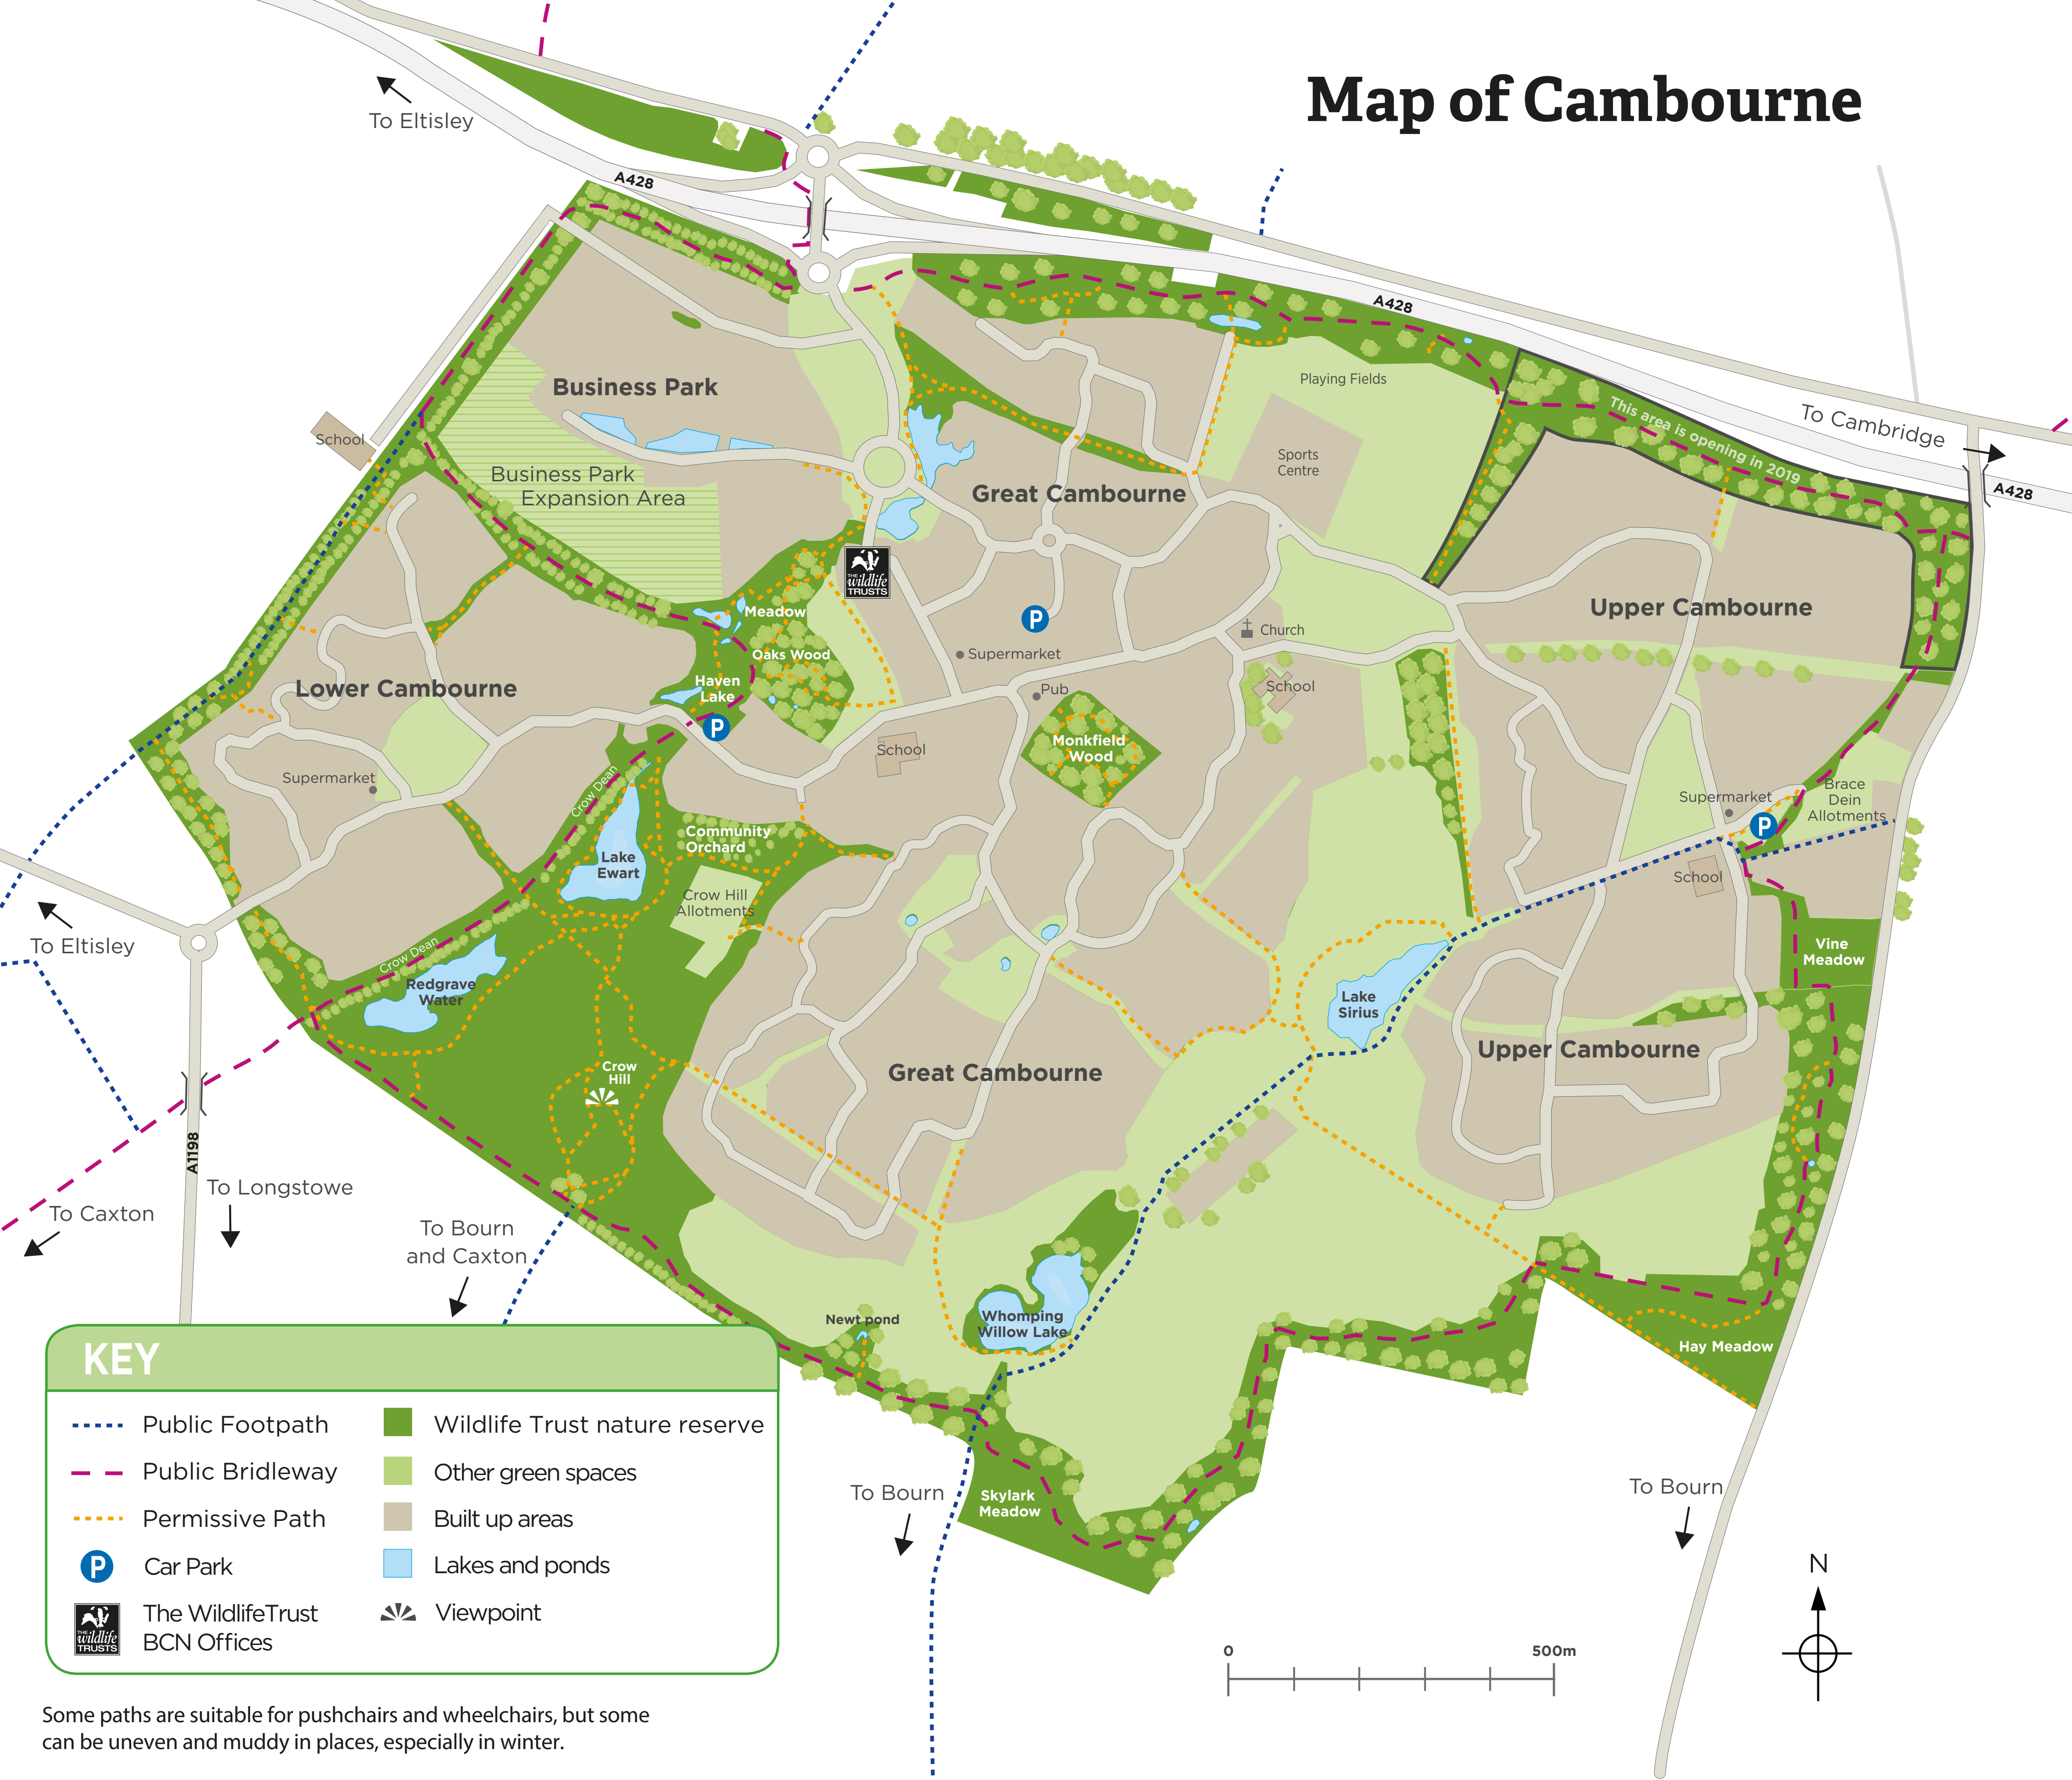 Map of Cambourne
To Eltisley
A428
A428
To Cambridge
A428
This area is opening in 2019
Playing Fields
Business Park
School
Sports
Centre
Business Park
Expansion Area
Great Cambourne
THE
wildlife
TRUSTS
Meadow
P
Upper Cambourne
Church
Oaks Wood
Supermarket
Lower Cambourne
Haven
Lake
P
Pub
School
Monkfield
Wood
School
Supermarket
Crow Dean
Supermarket
P
Brace
Dein
Allotments
Community
Orchard
Lake
Ewart
School
Crow Hill
Allotments
To Eltisley
Crow Dean
Vine
Meadow
Redgrave
Water
Lake
Sirius
Upper Cambourne
Great Cambourne
Crow
Hill
A1198
To Longstowe
To Caxton
To Bourn
and Caxton
Newt pond
Whomping
Willow Lake
Hay Meadow
To Bourn
Skylark
Meadow
To Bourn
KEY
Public Footpath
Public Bridleway
Permissive Path
P Car Park
THE
wildlife
TRUSTS
The WildlifeTrust
BCN Offices
Wildlife Trust nature reserve
Other green spaces
Built up areas
Lakes and ponds
Viewpoint
N
0 500m
Some paths are suitable for pushchairs and wheelchairs, but some
can be uneven and muddy in places, especially in winter.